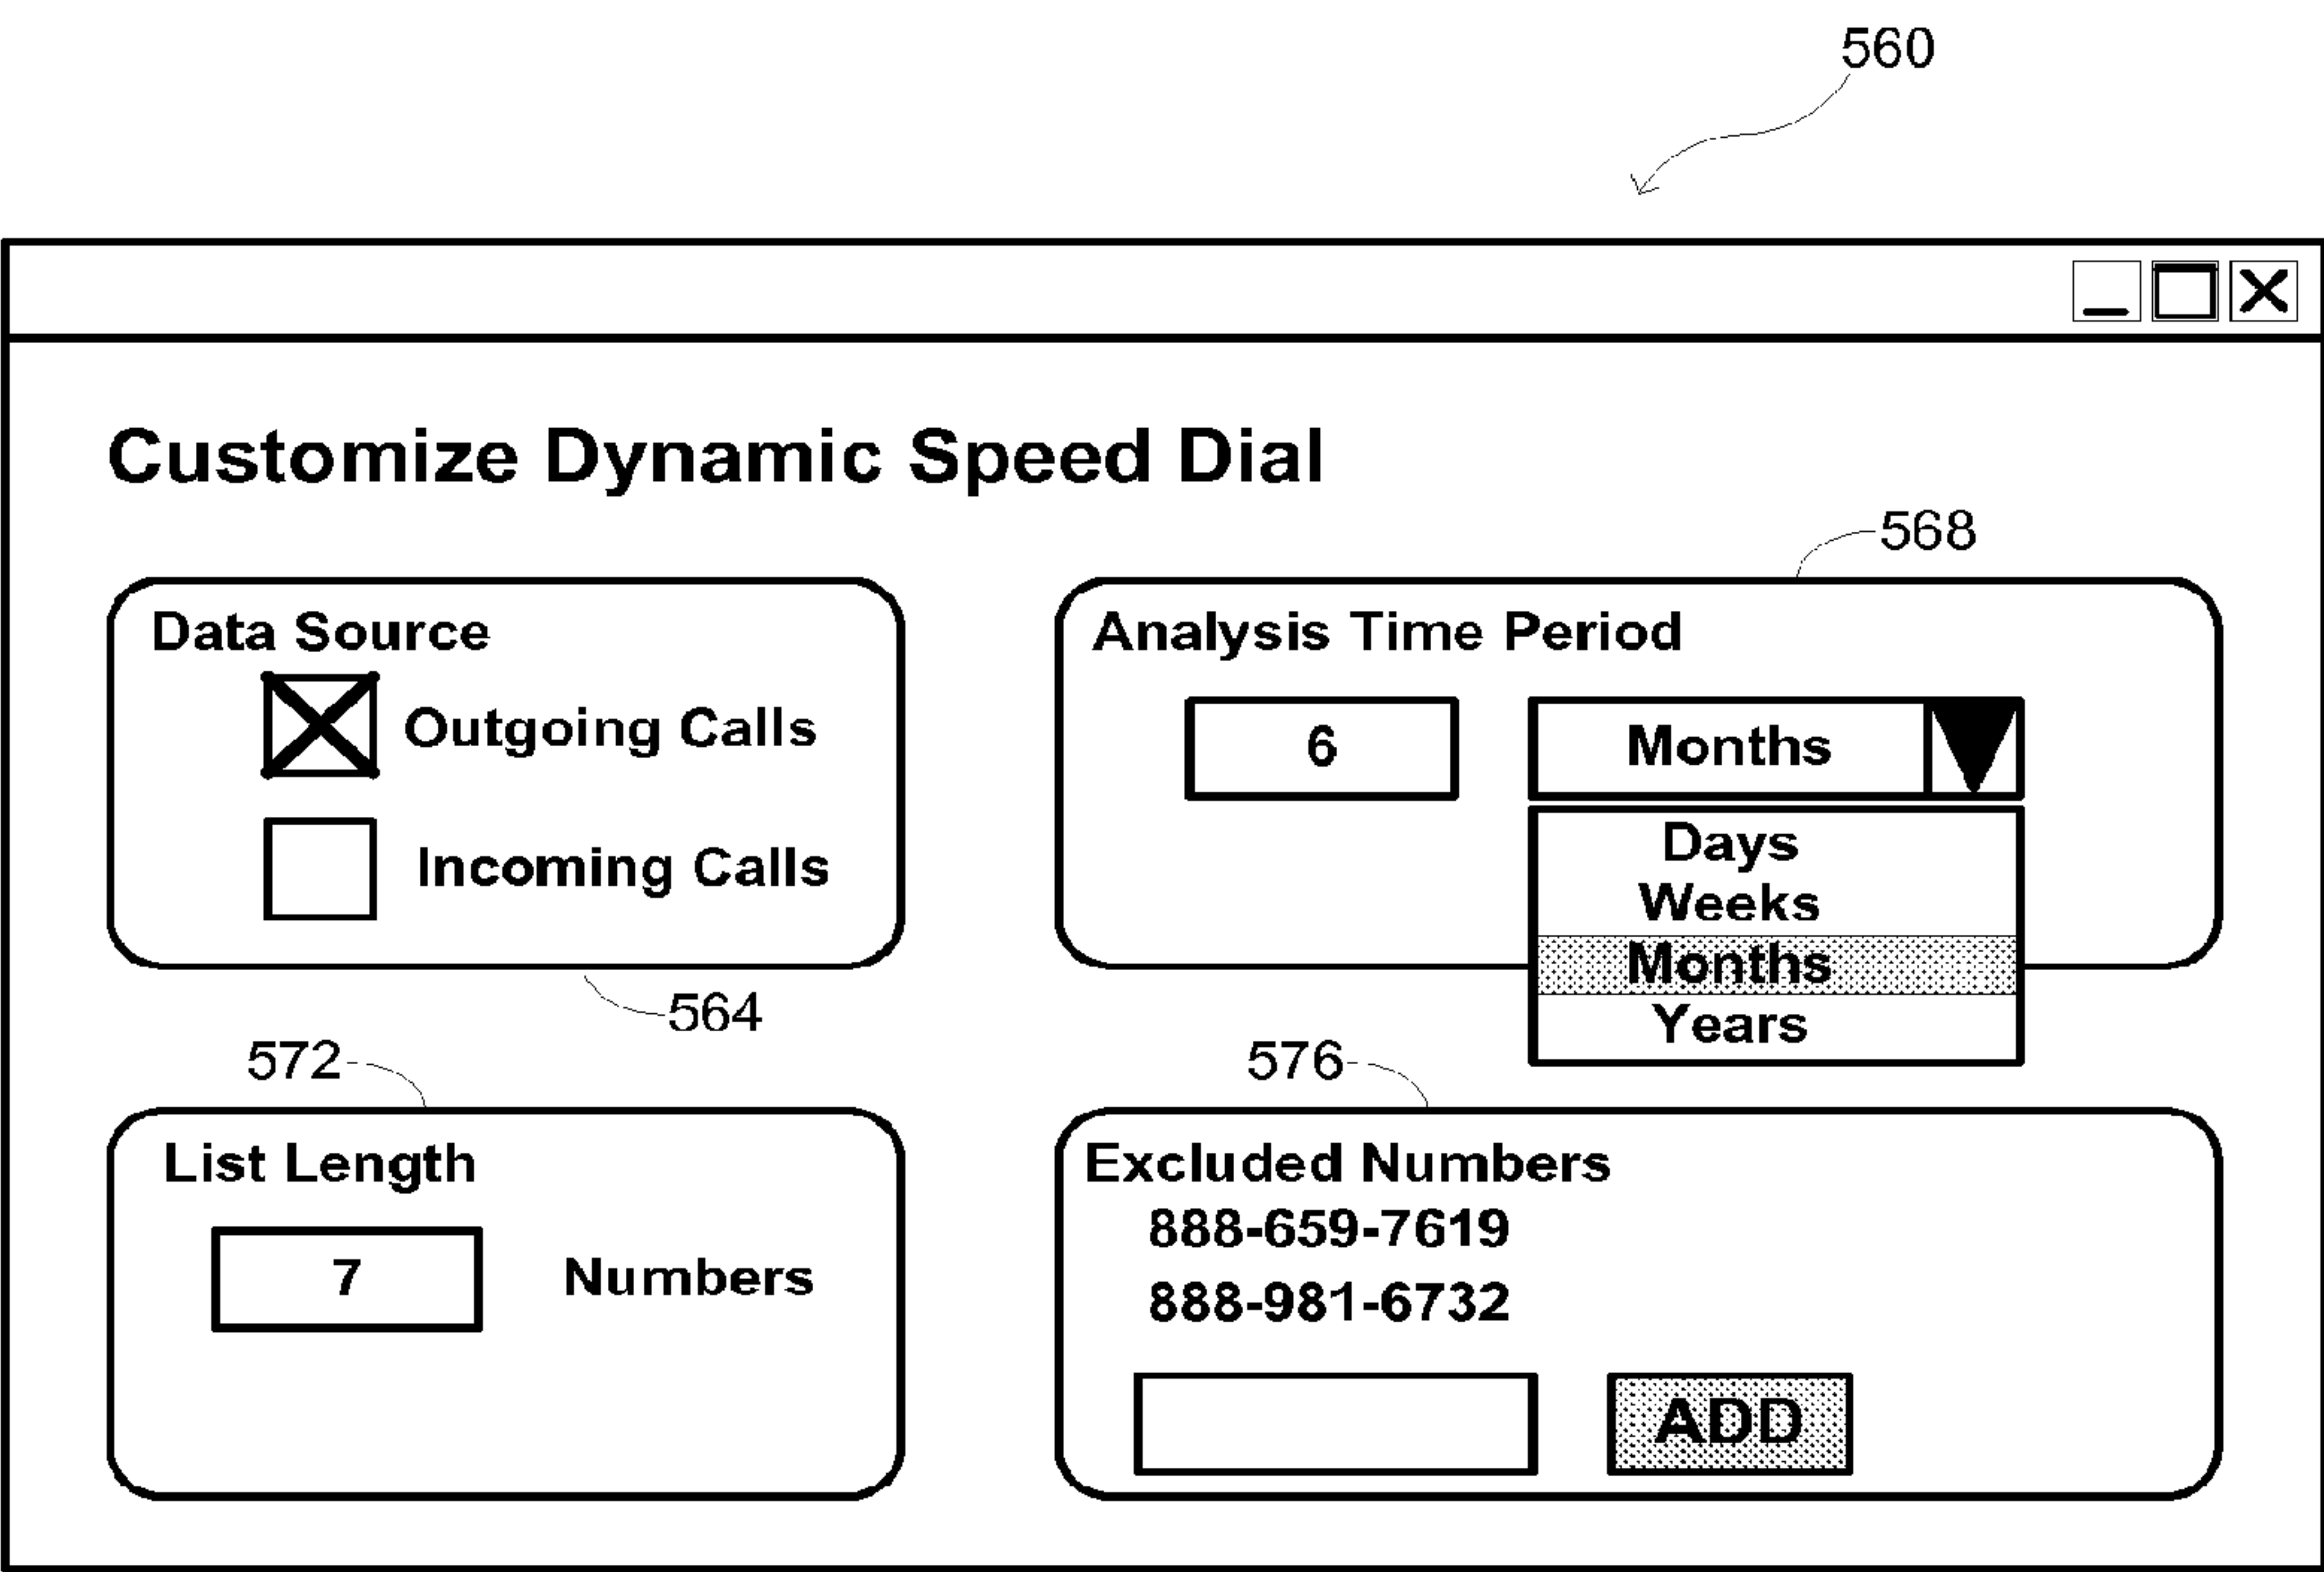 560
Customize Dynamic Speed Dial
568
Data Source
Outgoing Calls
Incoming Calls
564
Analysis Time Period
6
Months
Days
Weeks
Months
Years
572
List Length
7 Numbers
576
Excluded Numbers
888-659-7619
888-981-6732
ADD